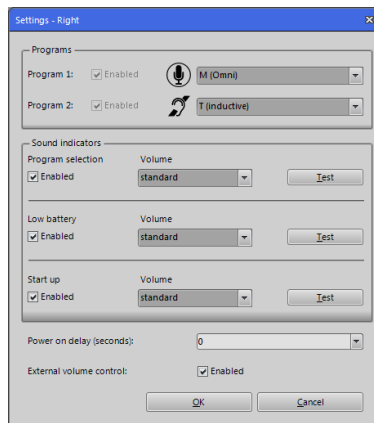 Settings - Right
Programs
Program 1: Enabled M (Omni)
Program 2: Enabled T (inductive)
Sound indicators
Program selection Volume
Enabled standard Test
Low battery Volume
Enabled standard Test
Start up Volume
Enabled standard Test
Power on delay (seconds): 0
External volume control: Enabled
OK Cancel